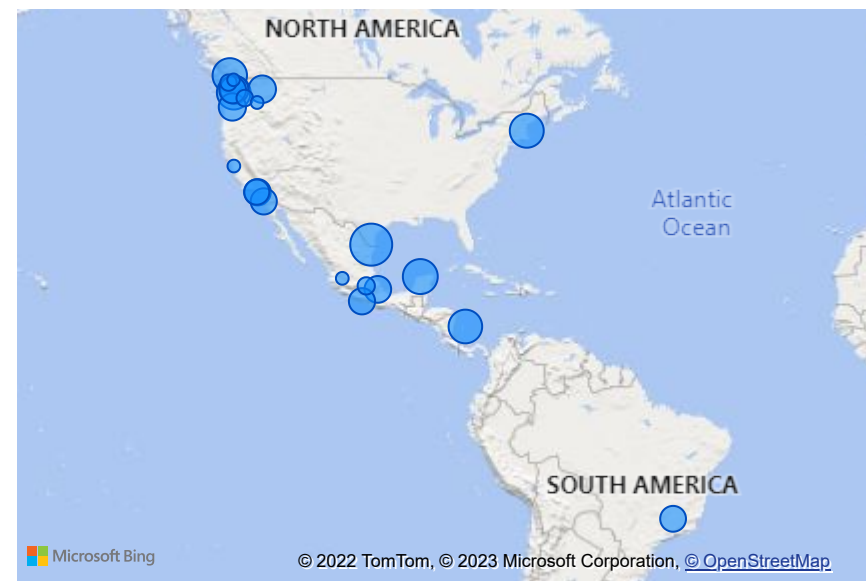 NORTH AMERICA
Atlantic
Ocean
SOUTH AMERICA
Microsoft Bing
© 2022 TomTom, © 2023 Microsoft Corporation, © OpenStreetMap